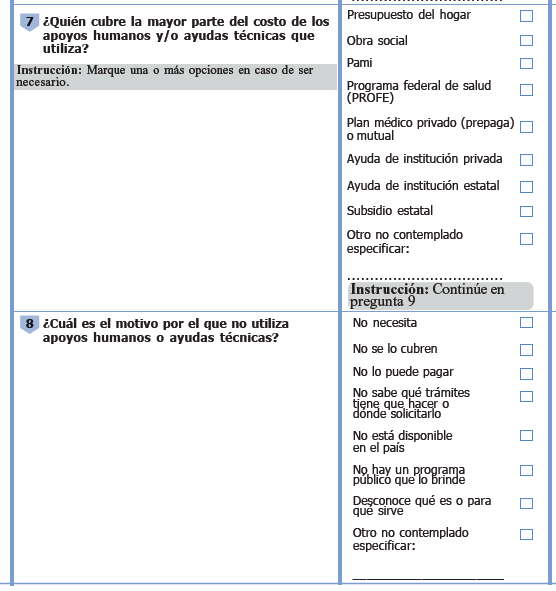 7 ¿Quién cubre la mayor parte del costo de los
apoyos humanos y/o ayudas técnicas que
utiliza?
Instrucción: Marque una o más opciones en caso de ser
necesario.
Presupuesto del hogar
Obra social
Pami
Programa federal de salud
(PROFE)
Plan médico privado (prepaga)
o mutual
Ayuda de institución privada
Ayuda de institución estatal
Subsidio estatal
Otro no contemplado
especificar:
..................................
Instrucción: Continúe en
pregunta 9
8 ¿Cuál es el motivo por el que no utiliza
apoyos humanos o ayudas técnicas?
No necesita
No se lo cubren
No lo puede pagar
No sabe qué trámites
tiene que hacer o
dónde solicitarlo
No está disponible
en el país
No hay un programa
público que lo brinde
Desconoce qué es o para
qué sirve
Otro no contemplado
especificar:
______________________